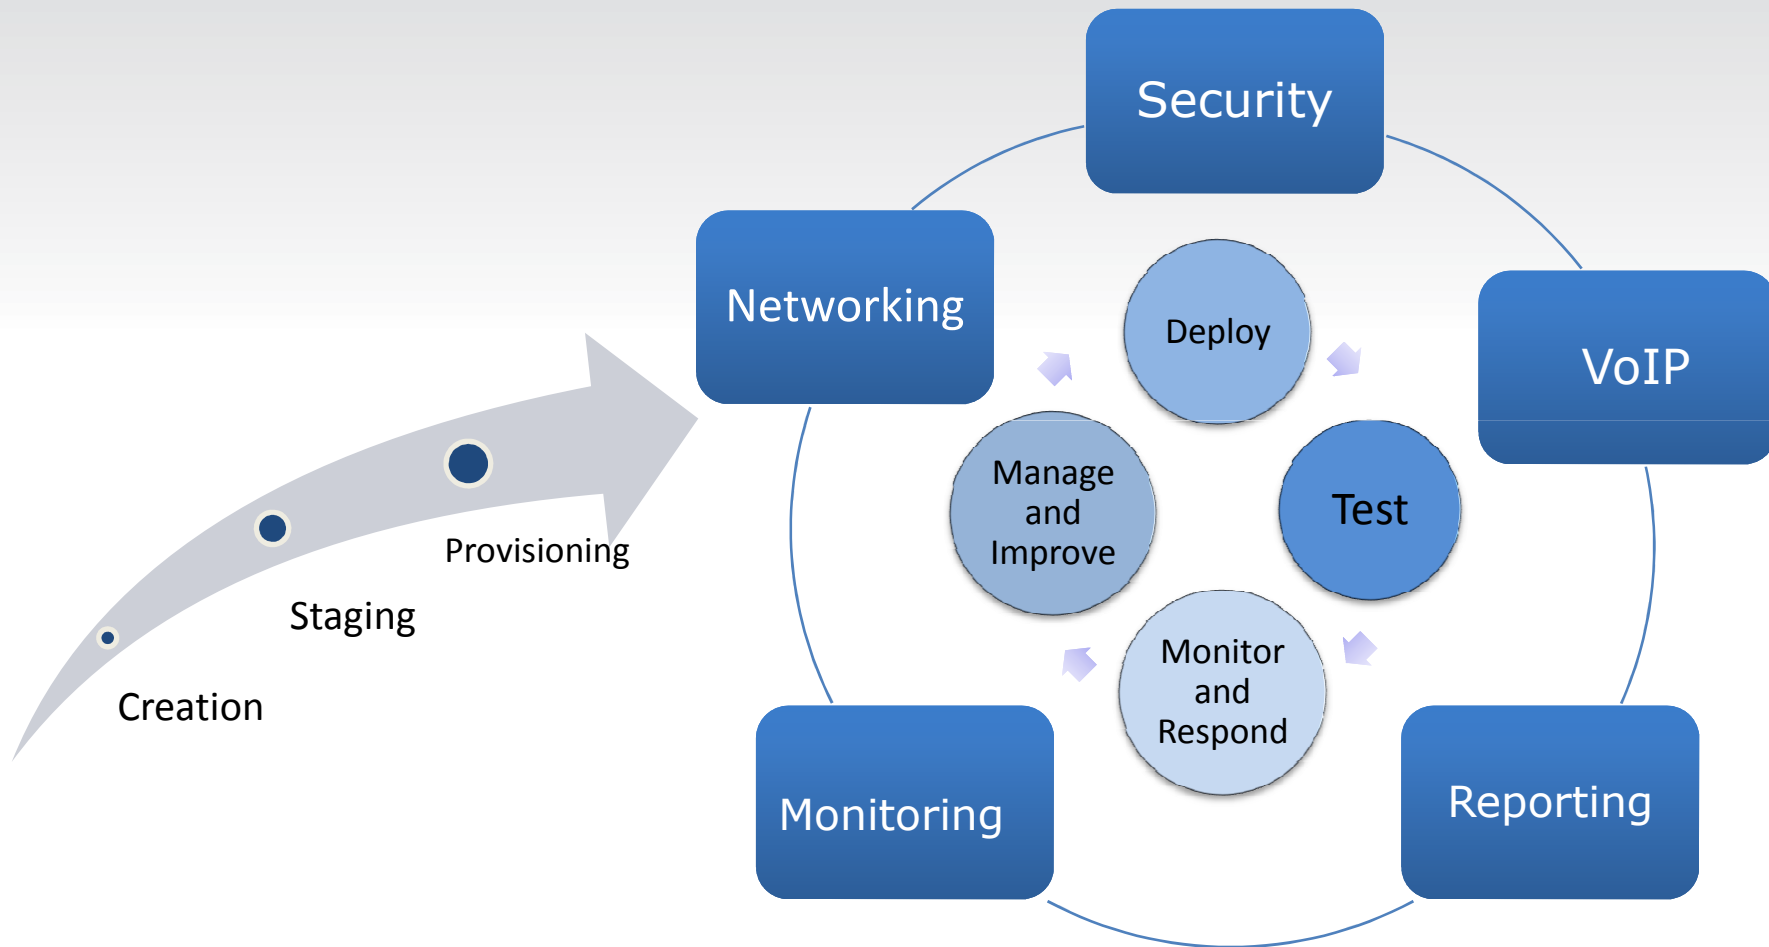 Security
Networking
Deploy
VoIP
Manage
and
Improve
Test
Provisioning
Staging
Creation
Monitor
and
Respond
Monitoring
Reporting